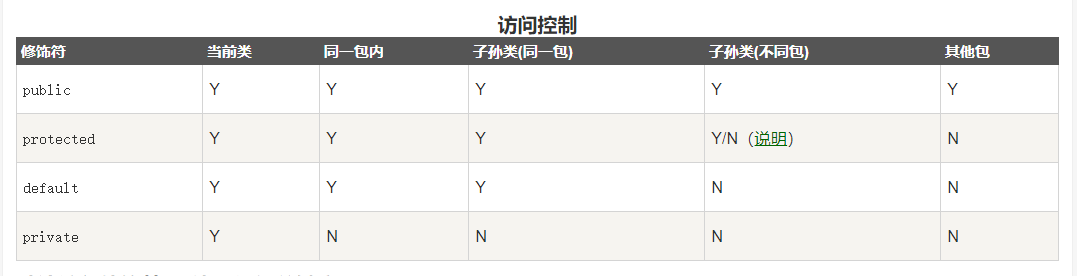 访问控制
修饰符 当前类 同一包内 子孙类(同一包) 子孙类(不同包) 其他包
public Y Y Y Y Y
protected Y Y Y Y/N（说明） N
default Y Y Y N N
private Y N N N N